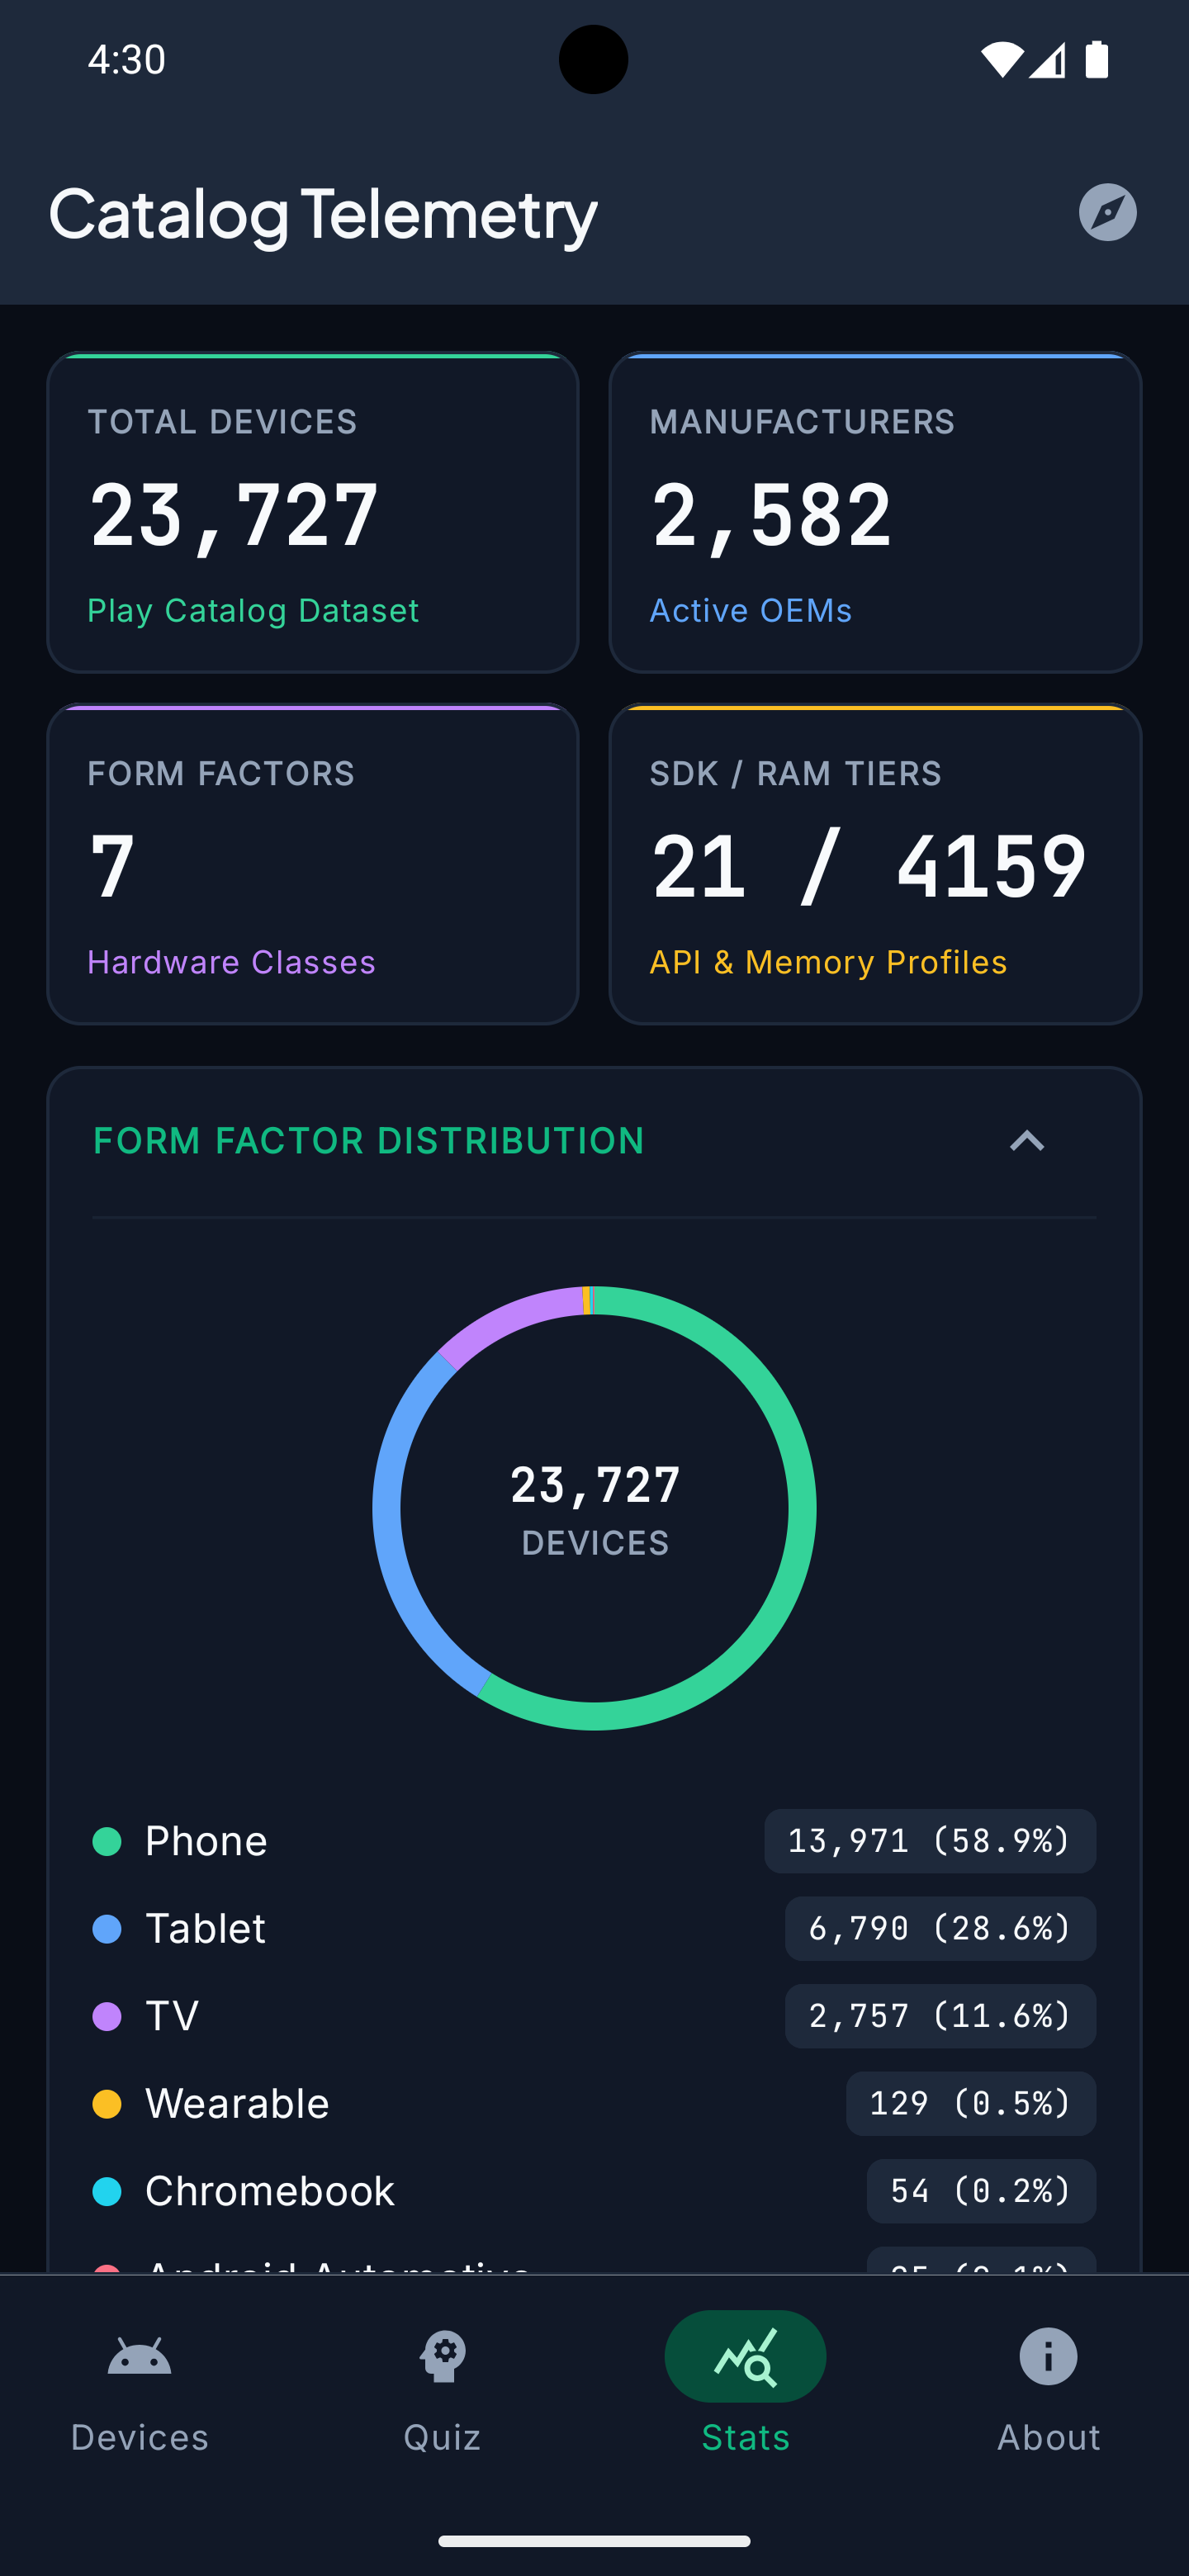 4:30
Catalog Telemetry
TOTAL DEVICES
23,727
Play Catalog Dataset
MANUFACTURERS
2,582
Active OEMs
FORM FACTORS
7
Hardware Classes
SDK / RAM TIERS
21 / 4159
API & Memory Profiles
FORM FACTOR DISTRIBUTION
23,727
DEVICES
Phone
13,971 (58.9%)
Tablet
6,790 (28.6%)
TV
2,757 (11.6%)
Wearable
129 (0.5%)
Chromebook
54 (0.2%)
Android Automotive
Devices
Quiz
Stats
About